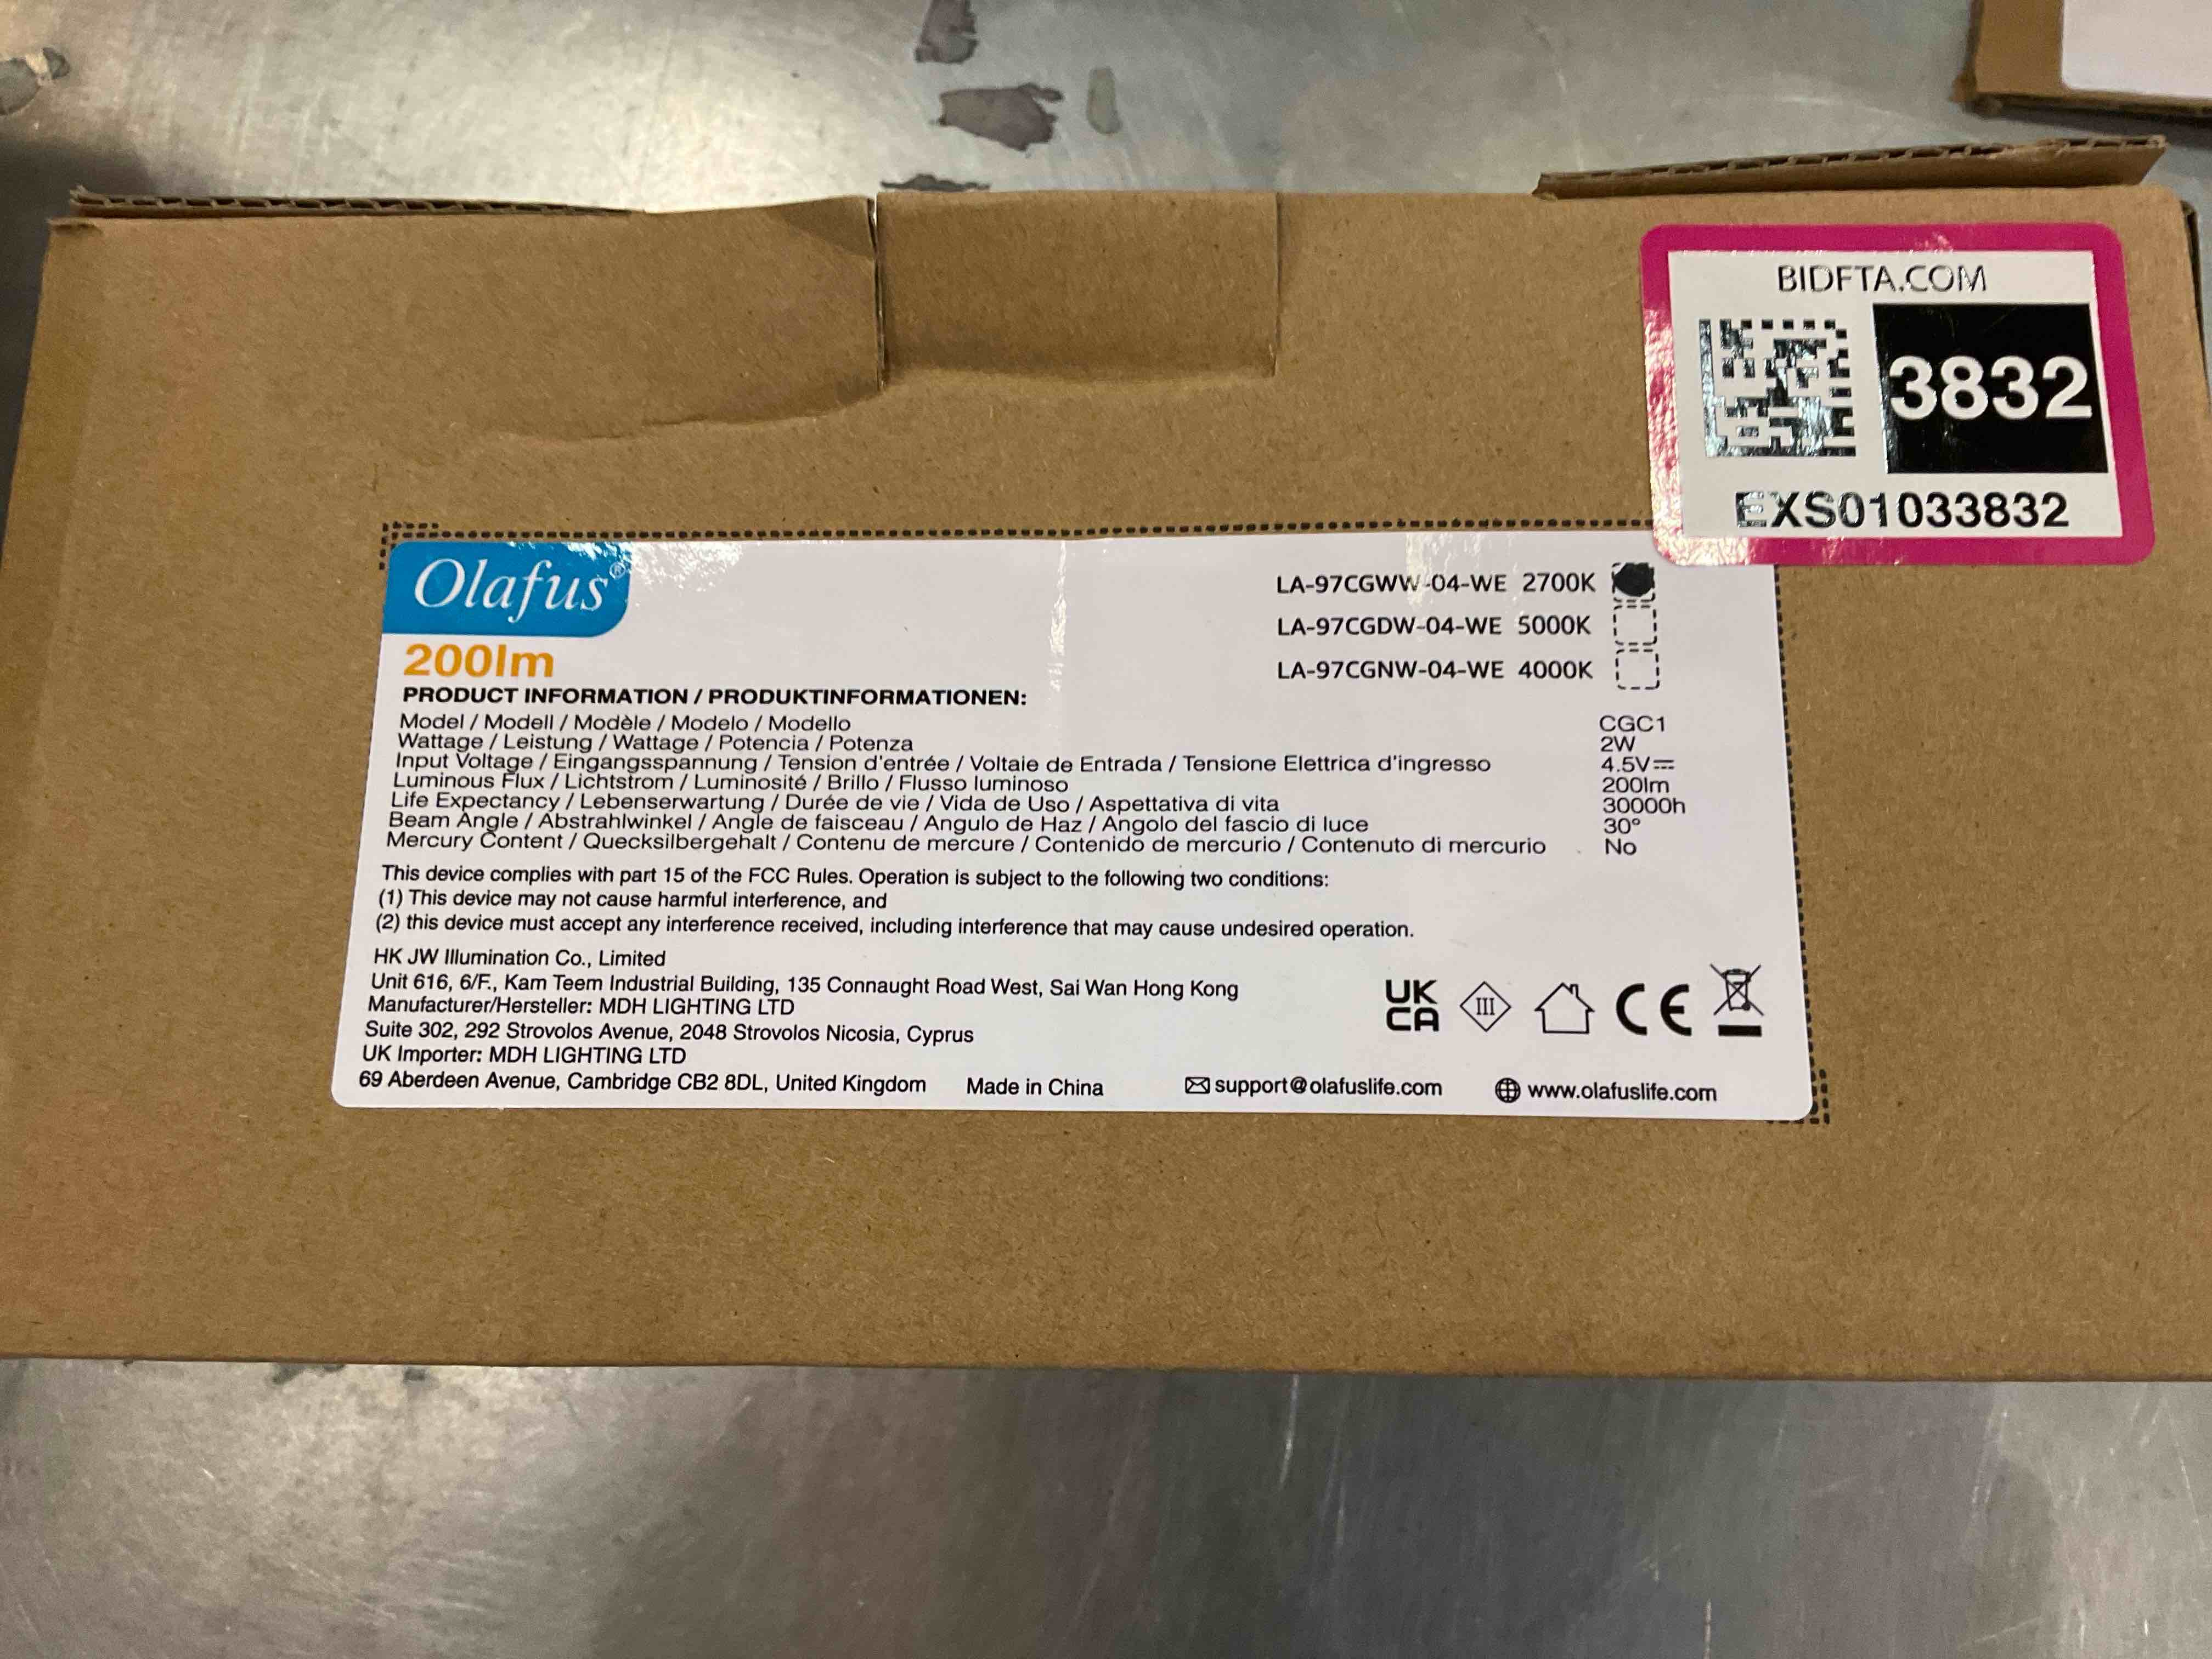 BIDFTA.COM
3832
EXS01033832
Olafus®
200lm
LA-97CGWW-04-WE 2700K
LA-97CGDW-04-WE 5000K
LA-97CGNW-04-WE 4000K
PRODUCT INFORMATION / PRODUKTINFORMATIONEN:
Model / Modell / Modèle / Modelo / Modello CGC1
Wattage / Leistung / Wattage / Potencia / Potenza 2W
Input Voltage / Eingangsspannung / Tension d'entrée / Voltaie de Entrada / Tensione Elettrica d'ingresso 4.5V⎓
Luminous Flux / Lichtstrom / Luminosité / Brillo / Flusso luminoso 200lm
Life Expectancy / Lebenserwartung / Durée de vie / Vida de Uso / Aspettativa di vita 30000h
Beam Angle / Abstrahlwinkel / Angle de faisceau / Angulo de Haz / Angolo del fascio di luce 30°
Mercury Content / Quecksilbergehalt / Contenu de mercure / Contenido de mercurio / Contenuto di mercurio No
This device complies with part 15 of the FCC Rules. Operation is subject to the following two conditions:
(1) This device may not cause harmful interference, and
(2) this device must accept any interference received, including interference that may cause undesired operation.
HK JW Illumination Co., Limited
Unit 616, 6/F., Kam Teem Industrial Building, 135 Connaught Road West, Sai Wan Hong Kong
Manufacturer/Hersteller: MDH LIGHTING LTD
Suite 302, 292 Strovolos Avenue, 2048 Strovolos Nicosia, Cyprus
UK Importer: MDH LIGHTING LTD
69 Aberdeen Avenue, Cambridge CB2 8DL, United Kingdom Made in China support@olafuslife.com www.olafuslife.com
UK
CA
III
CE